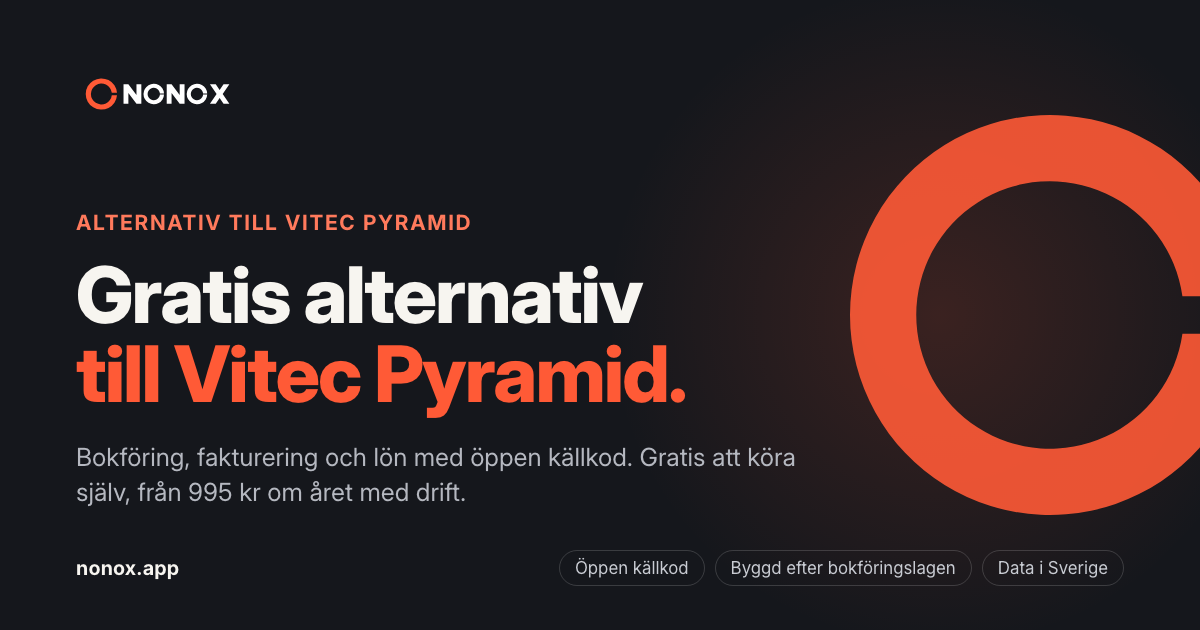 NONOX
ALTERNATIV TILL VITEC PYRAMID
Gratis alternativ
till Vitec Pyramid.
Bokföring, fakturering och lön med öppen källkod. Gratis att köra
själv, från 995 kr om året med drift.
nonox.app
Öppen källkod
Byggd efter bokföringslagen
Data i Sverige